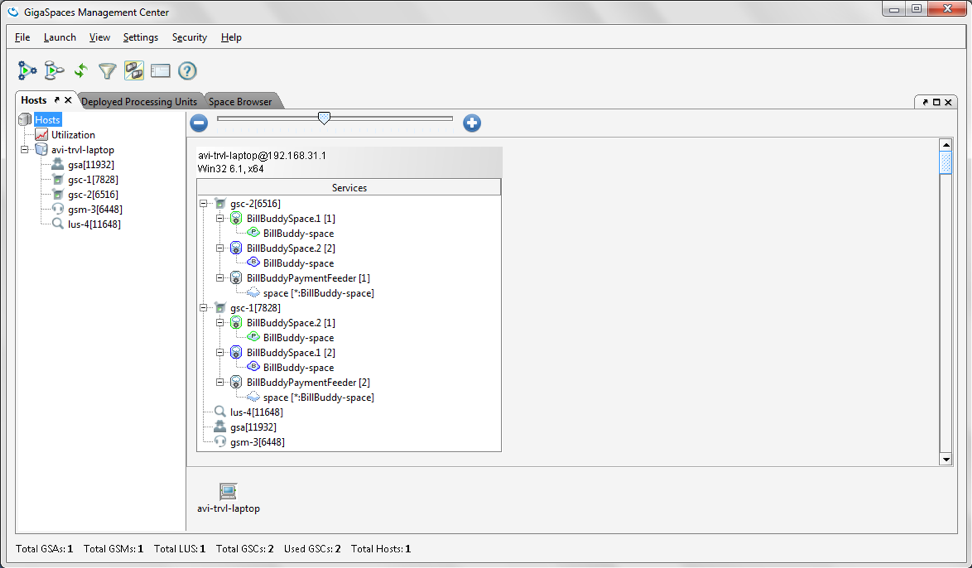 GigaSpaces Management Center
File Launch View Settings Security Help
Hosts Deployed Processing Units Space Browser
Hosts
Utilization
avi-trvl-laptop
gsa[11932]
gsc-1[7828]
gsc-2[6516]
gsm-3[6448]
lus-4[11648]
avi-trvl-laptop@192.168.31.1
Win32 6.1, x64
Services
gsc-2[6516]
BillBuddySpace.1 [1]
BillBuddy-space
BillBuddySpace.2 [2]
BillBuddy-space
BillBuddyPaymentFeeder [1]
space [*:BillBuddy-space]
gsc-1[7828]
BillBuddySpace.2 [1]
BillBuddy-space
BillBuddySpace.1 [2]
BillBuddy-space
BillBuddyPaymentFeeder [2]
space [*:BillBuddy-space]
lus-4[11648]
gsa[11932]
gsm-3[6448]
avi-trvl-laptop
Total GSAs: 1 Total GSMs: 1 Total LUS: 1 Total GSCs: 2 Used GSCs: 2 Total Hosts: 1